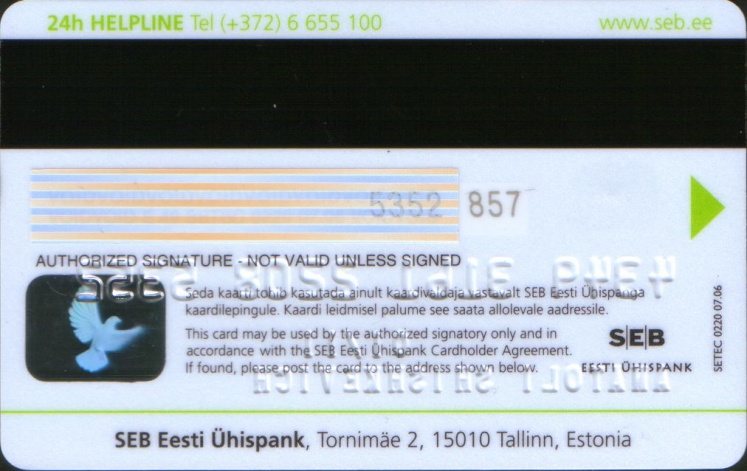 24h HELPLINE Tel (+372) 6 655 100
www.seb.ee
5352 857
AUTHORIZED SIGNATURE - NOT VALID UNLESS SIGNED
Seda kaarti tohib kasutada ainult kaardivaldaja vastavalt SEB Eesti Ühispanga
kaardilepingule. Kaardi leidmisel palume see saata allolevale aadressile.
This card may be used by the authorized signatory only and in
accordance with the SEB Eesti Ühispank Cardholder Agreement.
If found, please post the card to the address shown below.
SEB
EESTI ÜHISPANK
SETEC 0220 07.06
SEB Eesti Ühispank, Tornimäe 2, 15010 Tallinn, Estonia